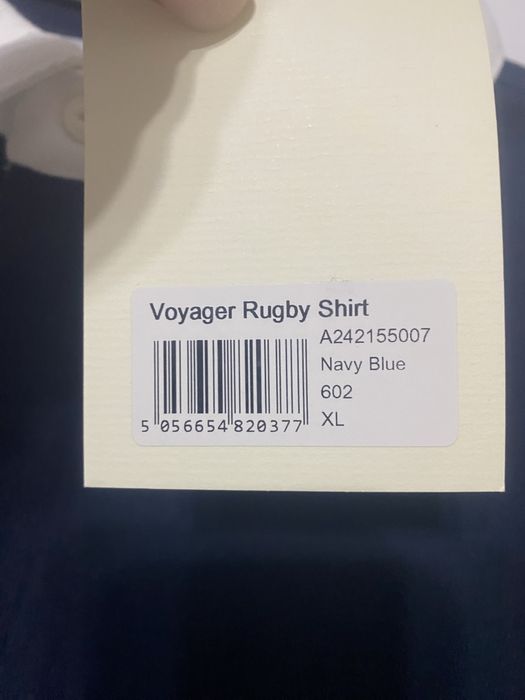 Voyager Rugby Shirt
A242155007
Navy Blue
602
XL
5 056654 820377